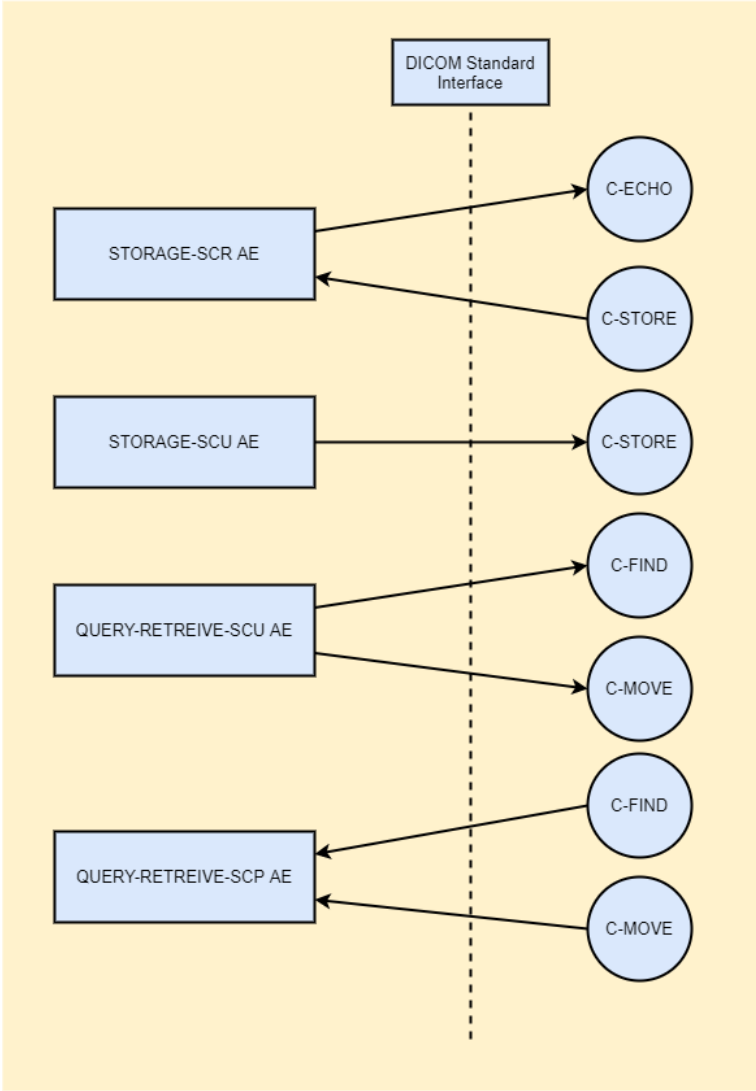 DICOM Standard
Interface
C-ECHO
STORAGE-SCR AE
C-STORE
STORAGE-SCU AE
C-STORE
C-FIND
QUERY-RETREIVE-SCU AE
C-MOVE
C-FIND
QUERY-RETREIVE-SCP AE
C-MOVE